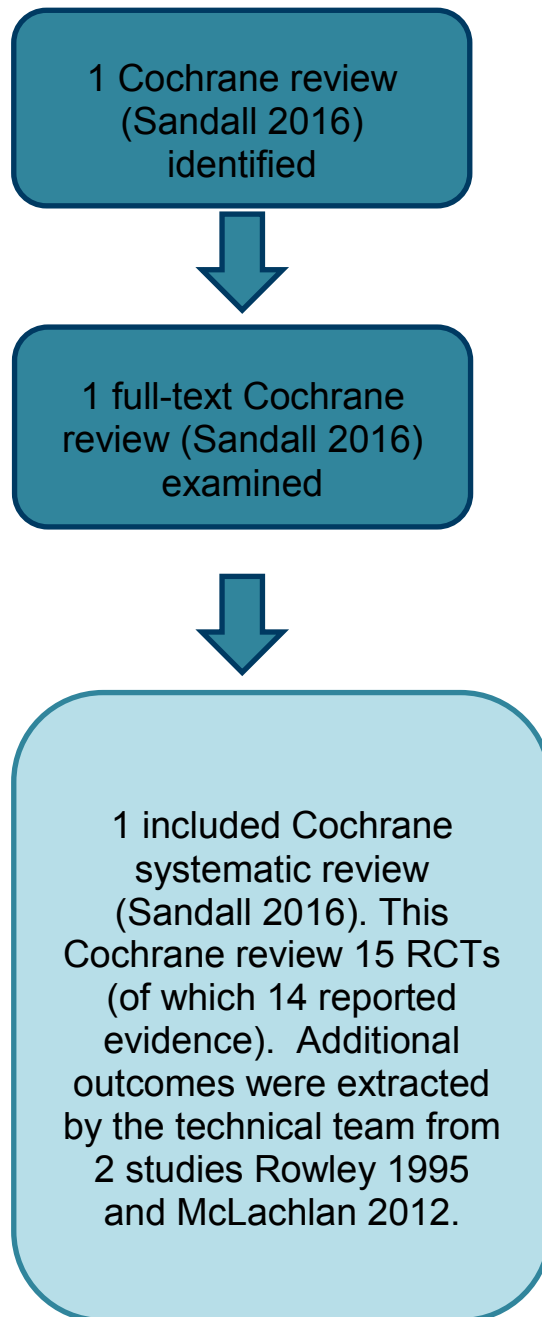 1 Cochrane review
(Sandall 2016)
identified
1 full-text Cochrane
review (Sandall 2016)
examined
1 included Cochrane
systematic review
(Sandall 2016). This
Cochrane review 15 RCTs
(of which 14 reported
evidence).  Additional
outcomes were extracted
by the technical team from
2 studies Rowley 1995
and McLachlan 2012.